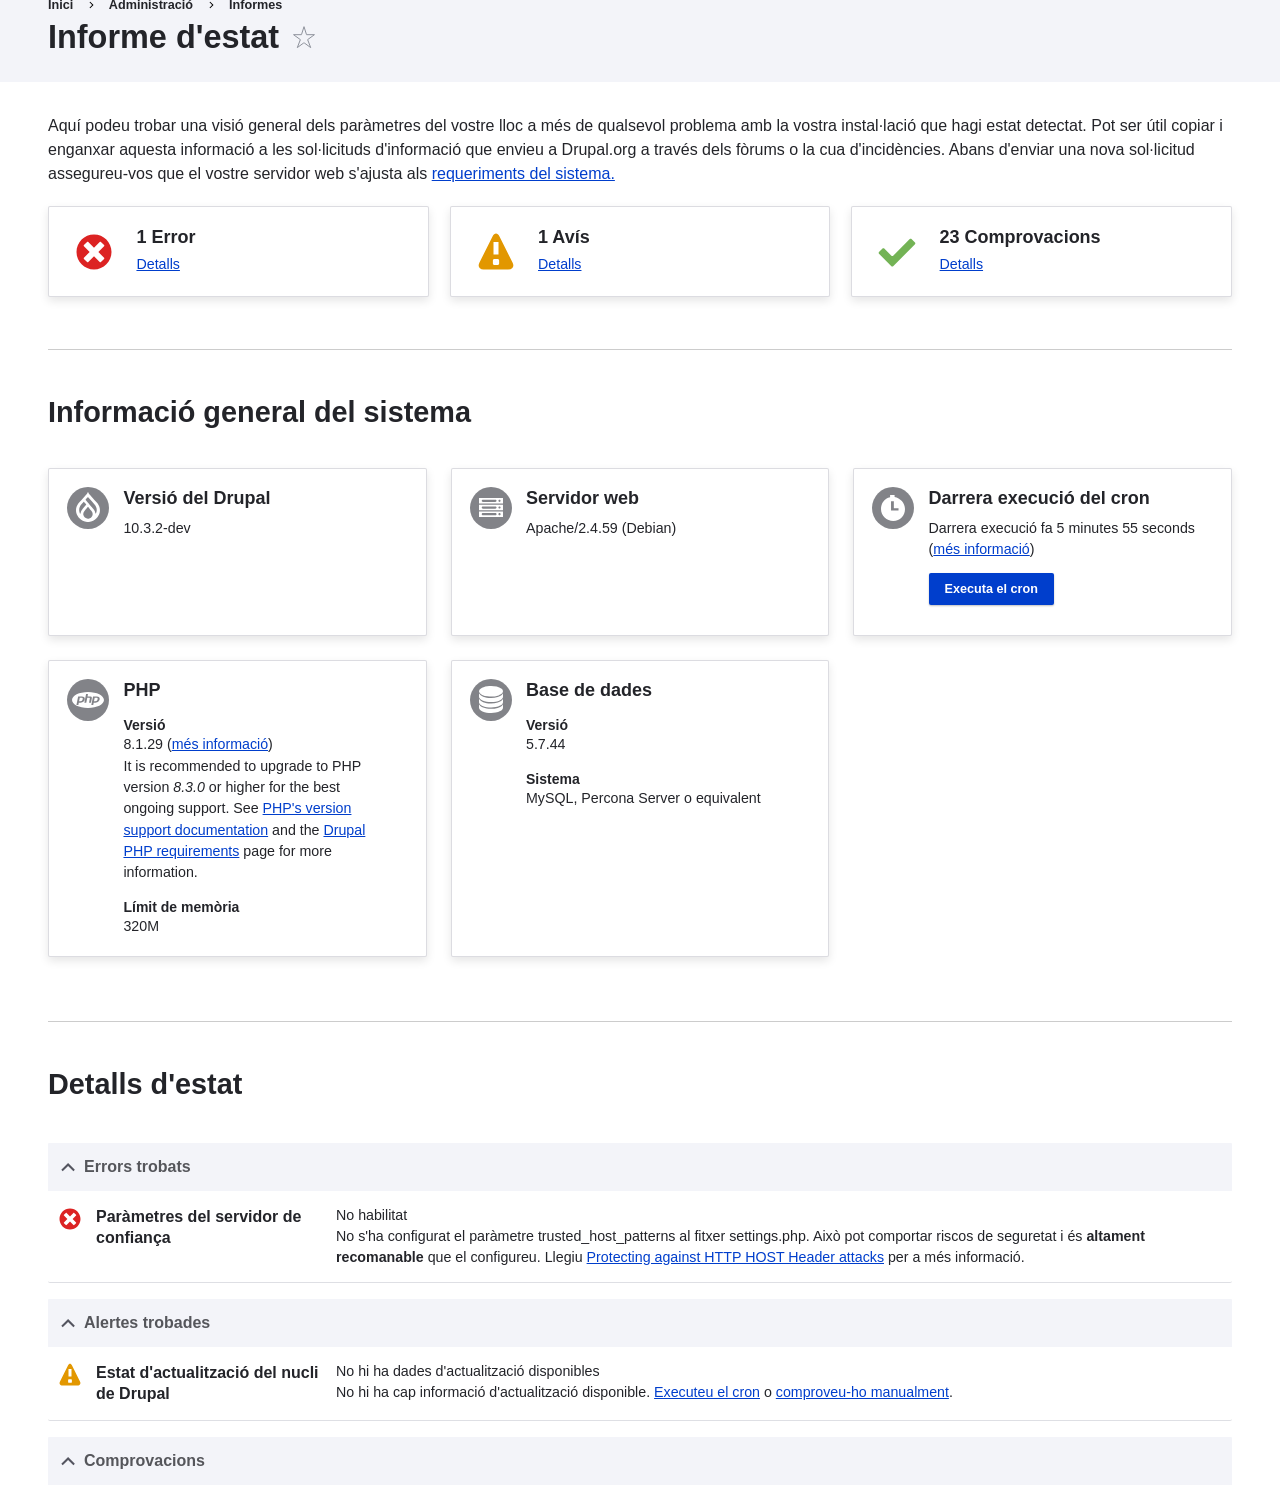 Inici > Administració > Informes
Informe d'estat
Aquí podeu trobar una visió general dels paràmetres del vostre lloc a més de qualsevol problema amb la vostra instal·lació que hagi estat detectat. Pot ser útil copiar i
enganxar aquesta informació a les sol·licituds d'informació que envieu a Drupal.org a través dels fòrums o la cua d'incidències. Abans d'enviar una nova sol·licitud
assegureu-vos que el vostre servidor web s'ajusta als requeriments del sistema.
1 Error
Detalls
1 Avís
Detalls
23 Comprovacions
Detalls
Informació general del sistema
Versió del Drupal
10.3.2-dev
Servidor web
Apache/2.4.59 (Debian)
Darrera execució del cron
Darrera execució fa 5 minutes 55 seconds
(més informació)
Executa el cron
php
PHP
Versió
8.1.29 (més informació)
It is recommended to upgrade to PHP
version 8.3.0 or higher for the best
ongoing support. See PHP's version
support documentation and the Drupal
PHP requirements page for more
information.
Límit de memòria
320M
Base de dades
Versió
5.7.44
Sistema
MySQL, Percona Server o equivalent
Detalls d'estat
Errors trobats
Paràmetres del servidor de
confiança
No habilitat
No s'ha configurat el paràmetre trusted_host_patterns al fitxer settings.php. Això pot comportar riscos de seguretat i és altament
recomanable que el configureu. Llegiu Protecting against HTTP HOST Header attacks per a més informació.
Alertes trobades
Estat d'actualització del nucli
de Drupal
No hi ha dades d'actualització disponibles
No hi ha cap informació d'actualització disponible. Executeu el cron o comproveu-ho manualment.
Comprovacions